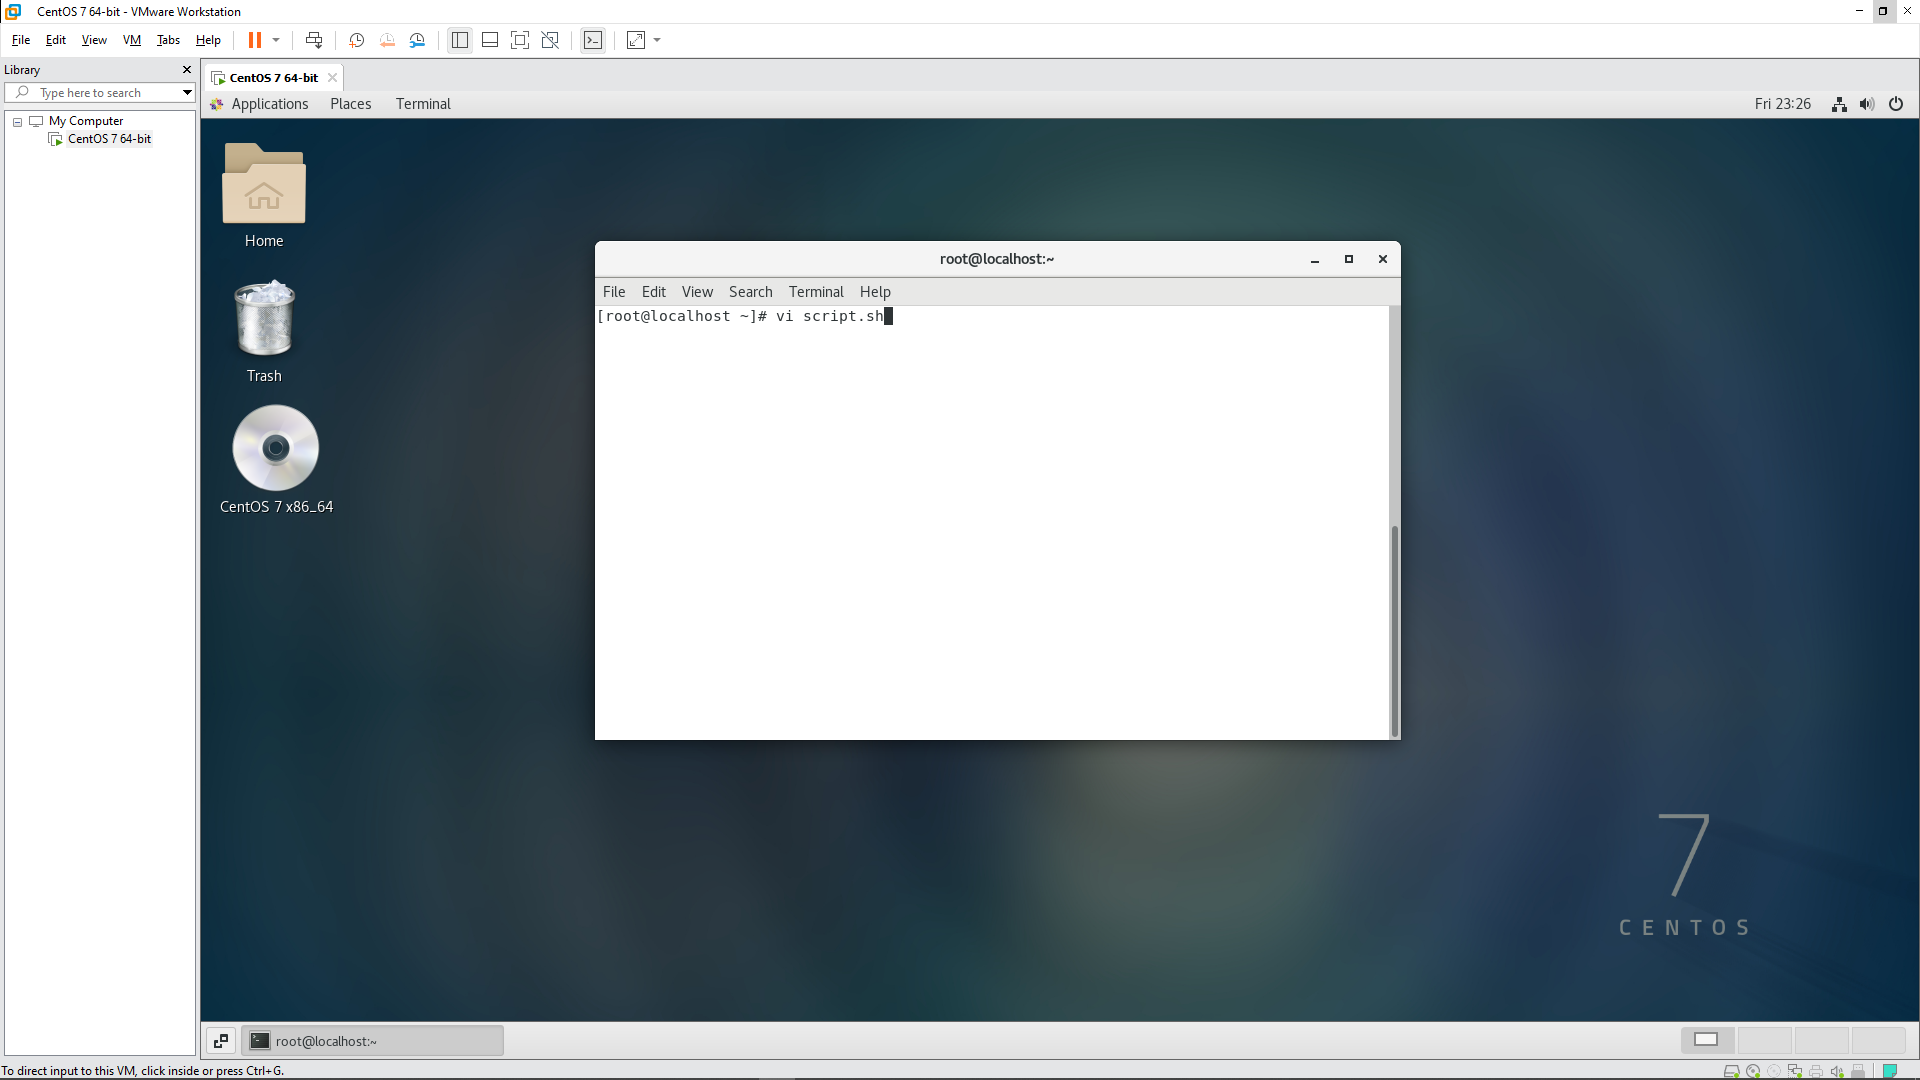 CentOS 7 64-bit - VMware Workstation
File Edit View VM Tabs Help
Library
Type here to search
My Computer
CentOS 7 64-bit
CentOS 7 64-bit
Applications Places Terminal
Fri 23:26
Home
Trash
CentOS 7 x86_64
root@localhost:~
File Edit View Search Terminal Help
[root@localhost ~]# vi script.sh
7
CENTOS
root@localhost:~
To direct input to this VM, click inside or press Ctrl+G.